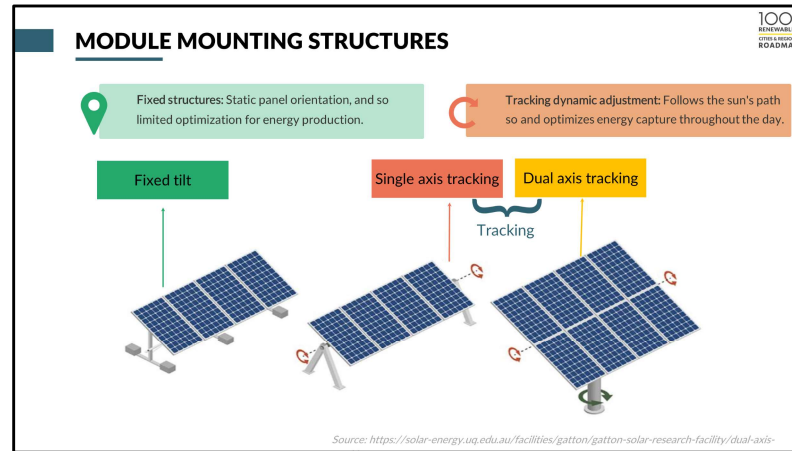 MODULE MOUNTING STRUCTURES
100
RENEWABLE
CITIES & REGIO
ROADMA
Fixed structures: Static panel orientation, and so
limited optimization for energy production.
Tracking dynamic adjustment: Follows the sun's path
so and optimizes energy capture throughout the day.
Fixed tilt
Single axis tracking
Dual axis tracking
Tracking
Source: https://solar-energy.uq.edu.au/facilities/gatton/gatton-solar-research-facility/dual-axis-